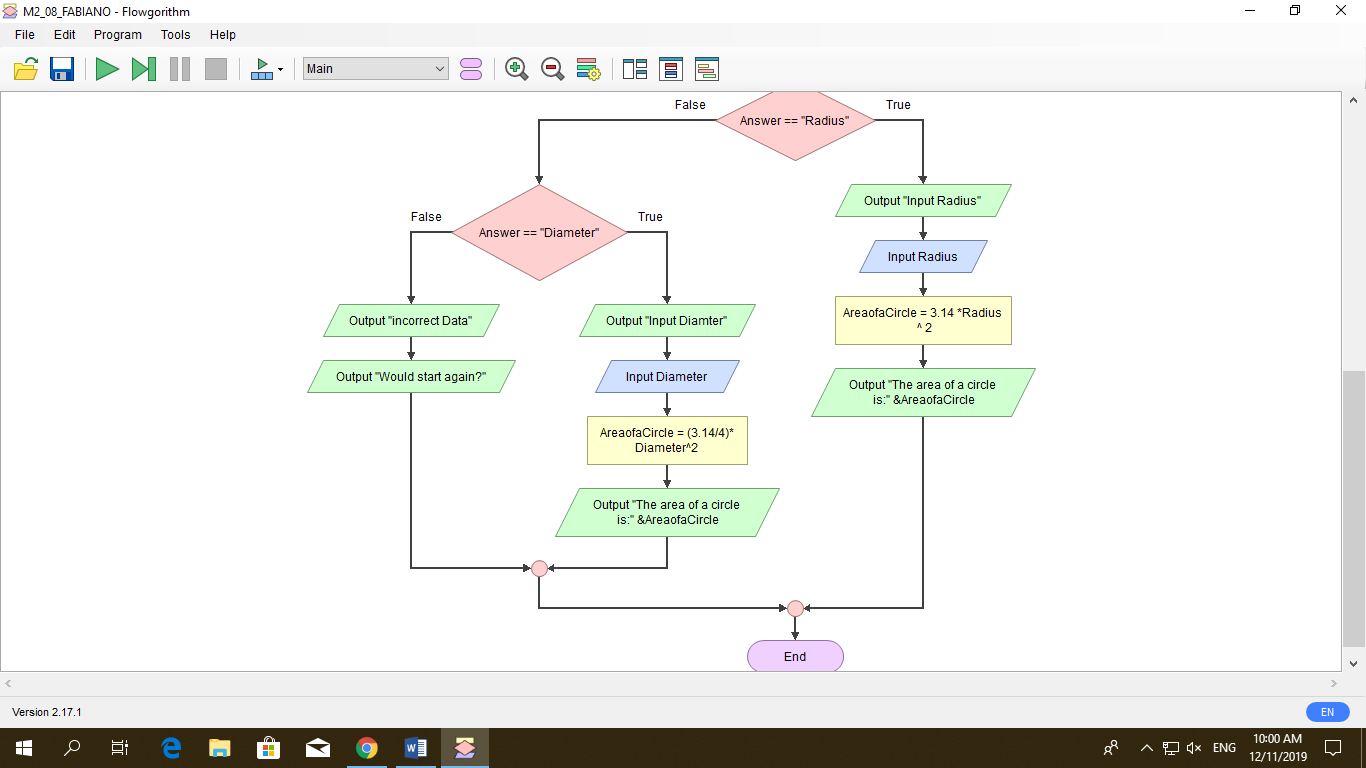 M2_08_FABIANO - Flowgorithm
File Edit Program Tools Help
Main
False
True
Answer == "Radius"
Output "Input Radius"
False
True
Answer == "Diameter"
Input Radius
AreaofaCircle = 3.14 *Radius
^ 2
Output "incorrect Data"
Output "Input Diamter"
Output "Would start again?"
Input Diameter
Output "The area of a circle
is:" &AreaofaCircle
AreaofaCircle = (3.14/4)*
Diameter^2
Output "The area of a circle
is:" &AreaofaCircle
End
Version 2.17.1
EN
ENG
10:00 AM
12/11/2019